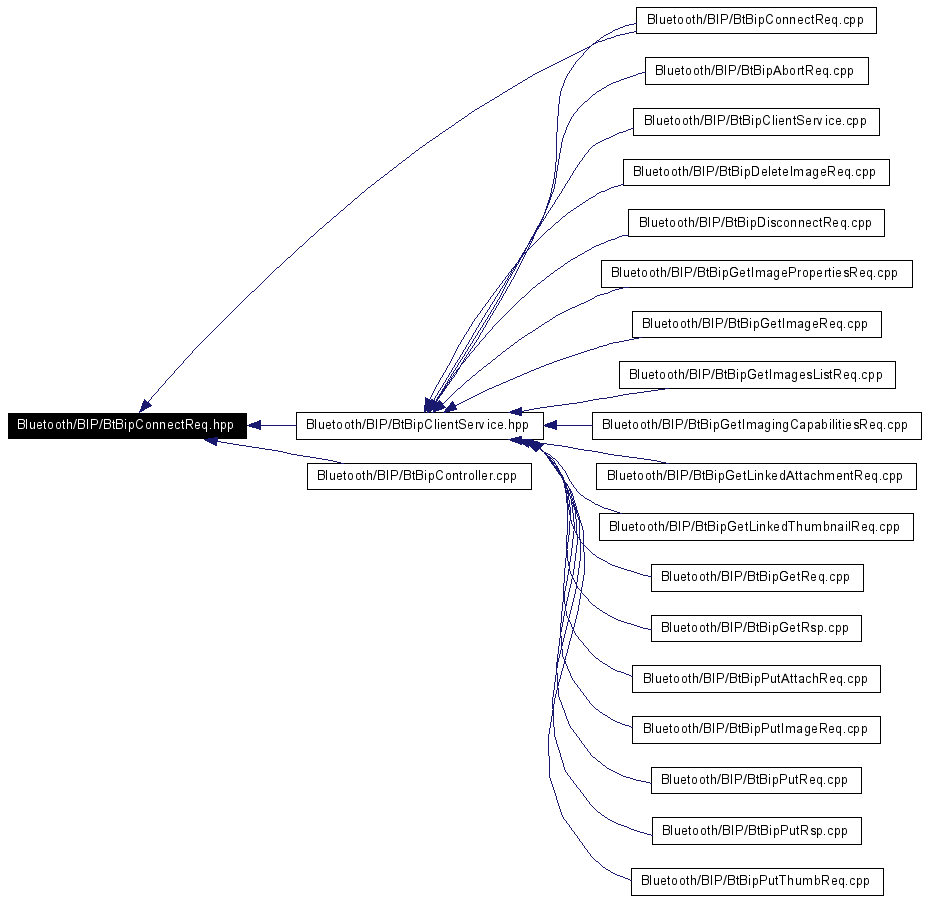 Bluetooth/BIP/BtBipConnectReq.cpp
Bluetooth/BIP/BtBipAbortReq.cpp
Bluetooth/BIP/BtBipClientService.cpp
Bluetooth/BIP/BtBipDeleteImageReq.cpp
Bluetooth/BIP/BtBipDisconnectReq.cpp
Bluetooth/BIP/BtBipGetImagePropertiesReq.cpp
Bluetooth/BIP/BtBipGetImageReq.cpp
Bluetooth/BIP/BtBipGetImagesListReq.cpp
Bluetooth/BIP/BtBipConnectReq.hpp
Bluetooth/BIP/BtBipClientService.hpp
Bluetooth/BIP/BtBipGetImagingCapabilitiesReq.cpp
Bluetooth/BIP/BtBipController.cpp
Bluetooth/BIP/BtBipGetLinkedAttachmentReq.cpp
Bluetooth/BIP/BtBipGetLinkedThumbnailReq.cpp
Bluetooth/BIP/BtBipGetReq.cpp
Bluetooth/BIP/BtBipGetRsp.cpp
Bluetooth/BIP/BtBipPutAttachReq.cpp
Bluetooth/BIP/BtBipPutImageReq.cpp
Bluetooth/BIP/BtBipPutReq.cpp
Bluetooth/BIP/BtBipPutRsp.cpp
Bluetooth/BIP/BtBipPutThumbReq.cpp